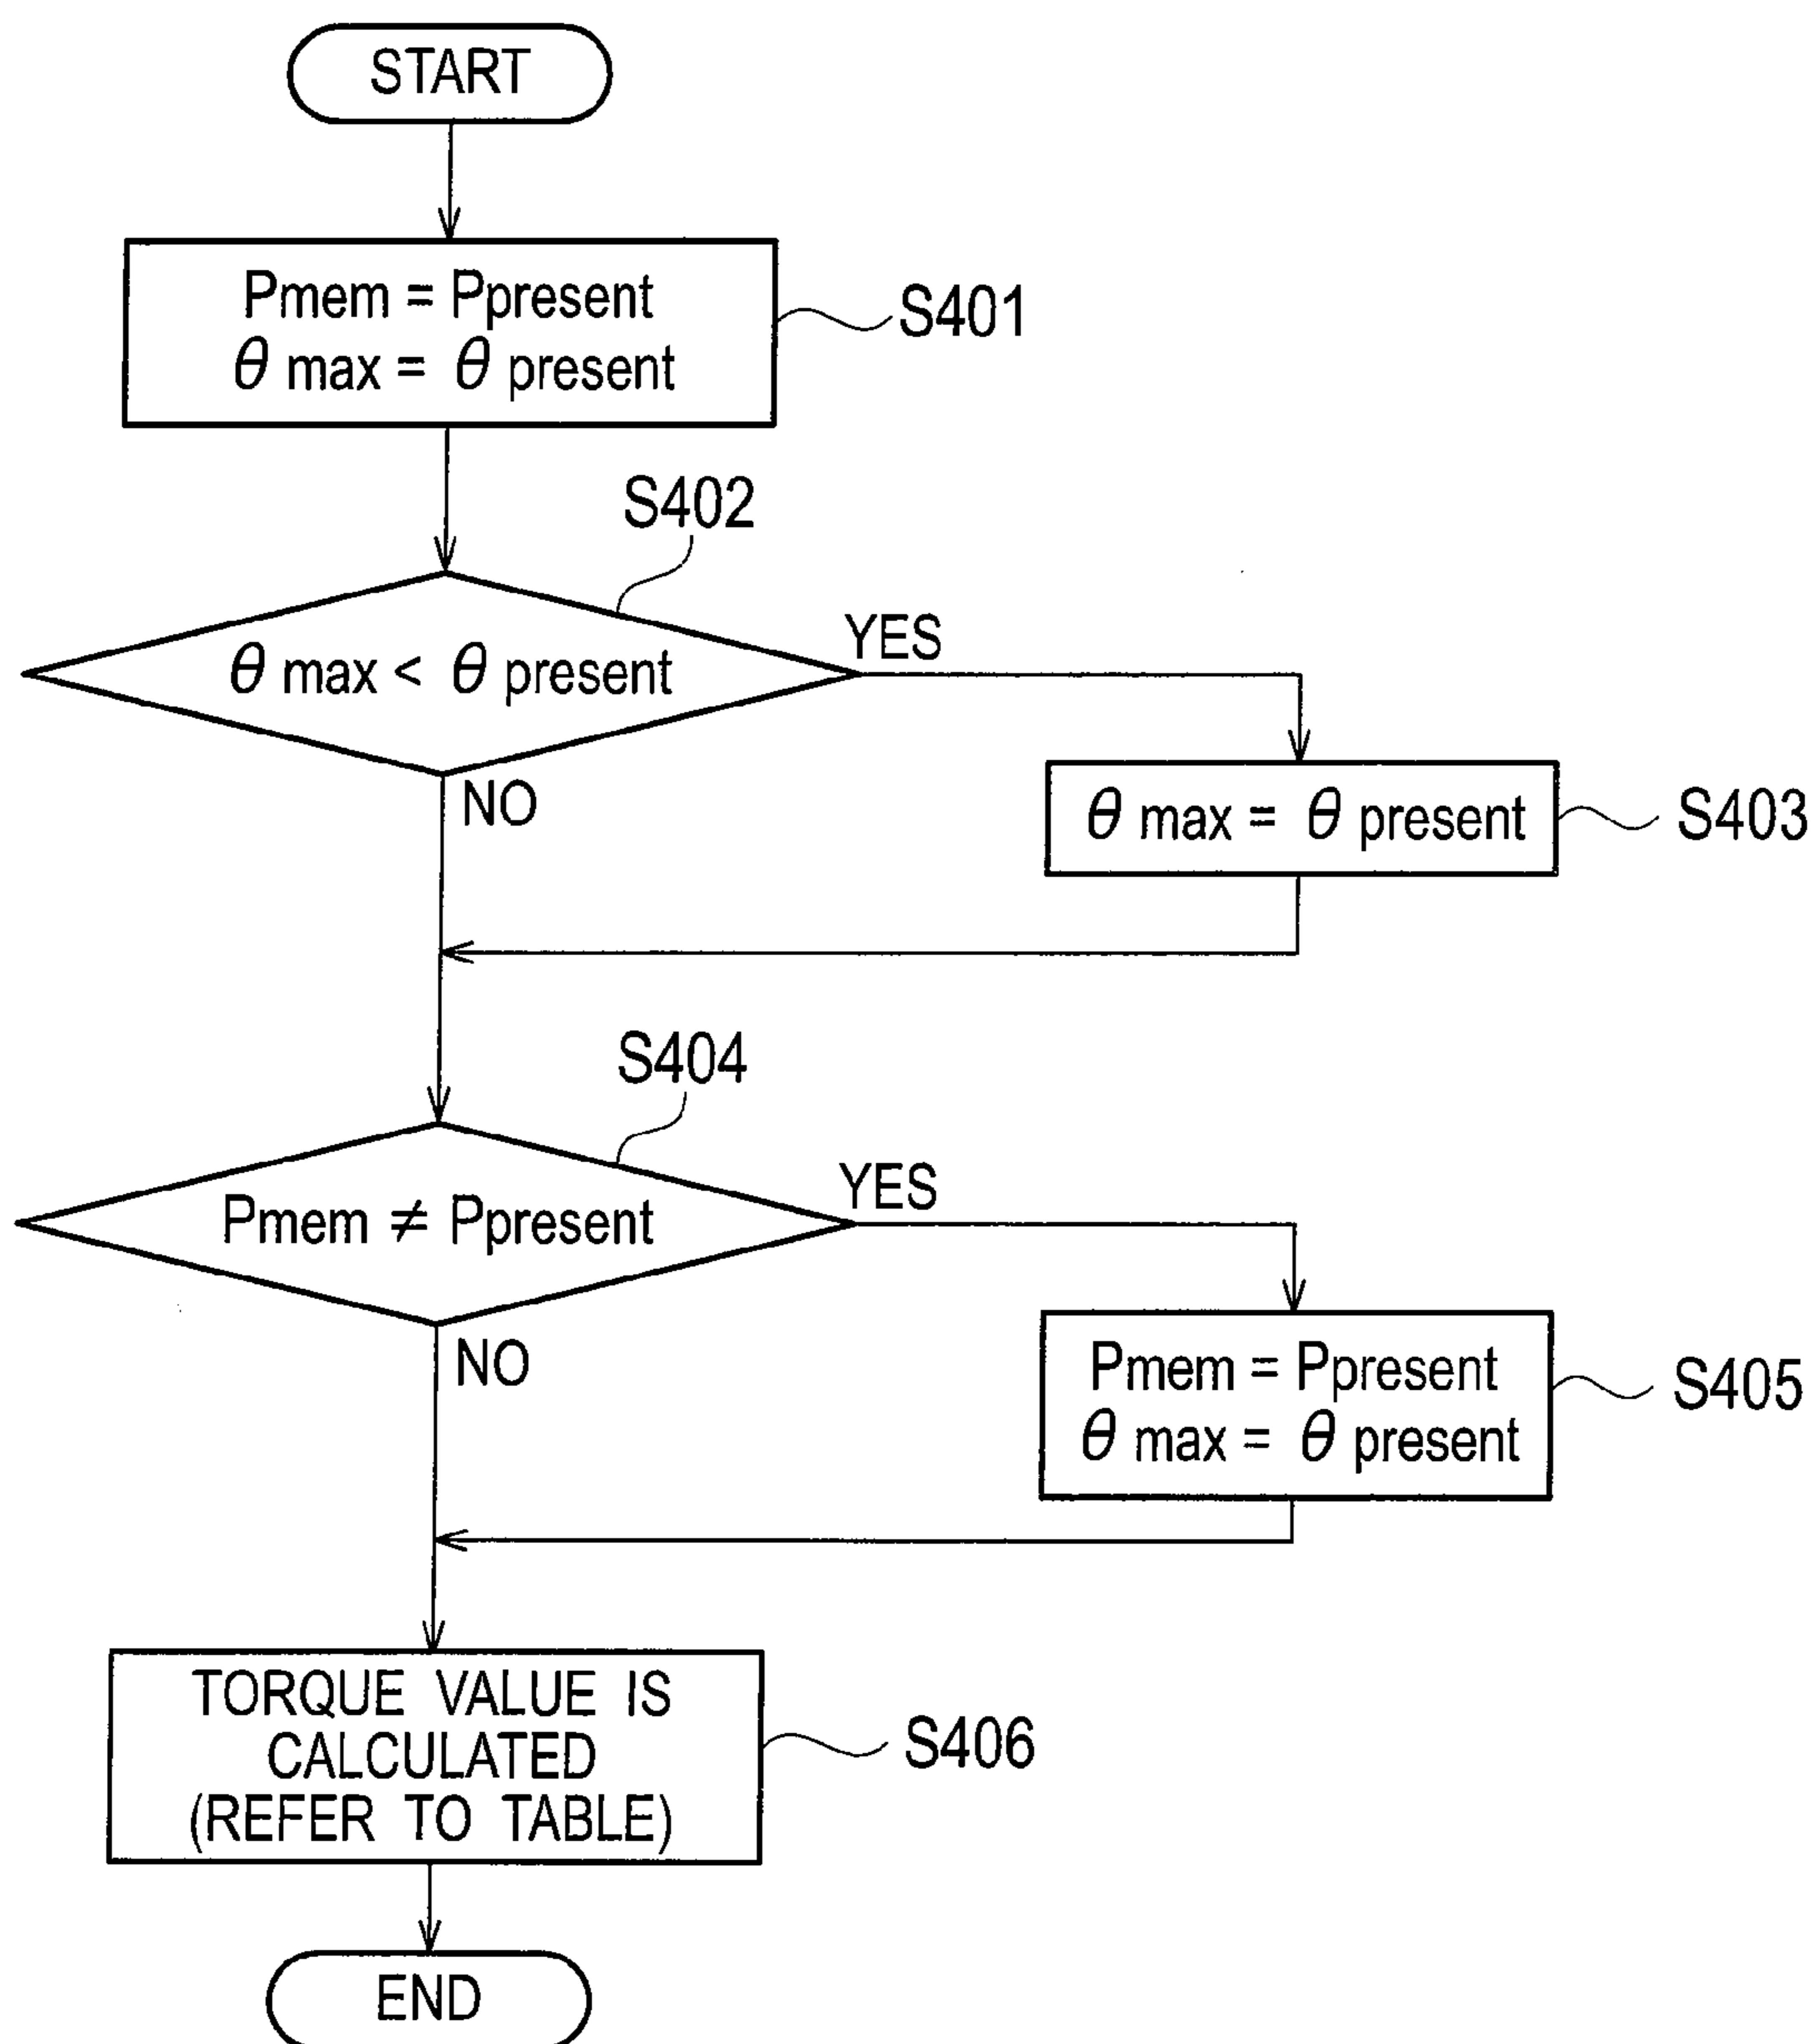 START
Pmem = Ppresent
θ max = θ present
S401
S402
θ max < θ present
YES
NO
θ max = θ present
S403
S404
Pmem ≠ Ppresent
YES
NO
Pmem = Ppresent
θ max = θ present
S405
TORQUE VALUE IS
CALCULATED
(REFER TO TABLE)
S406
END